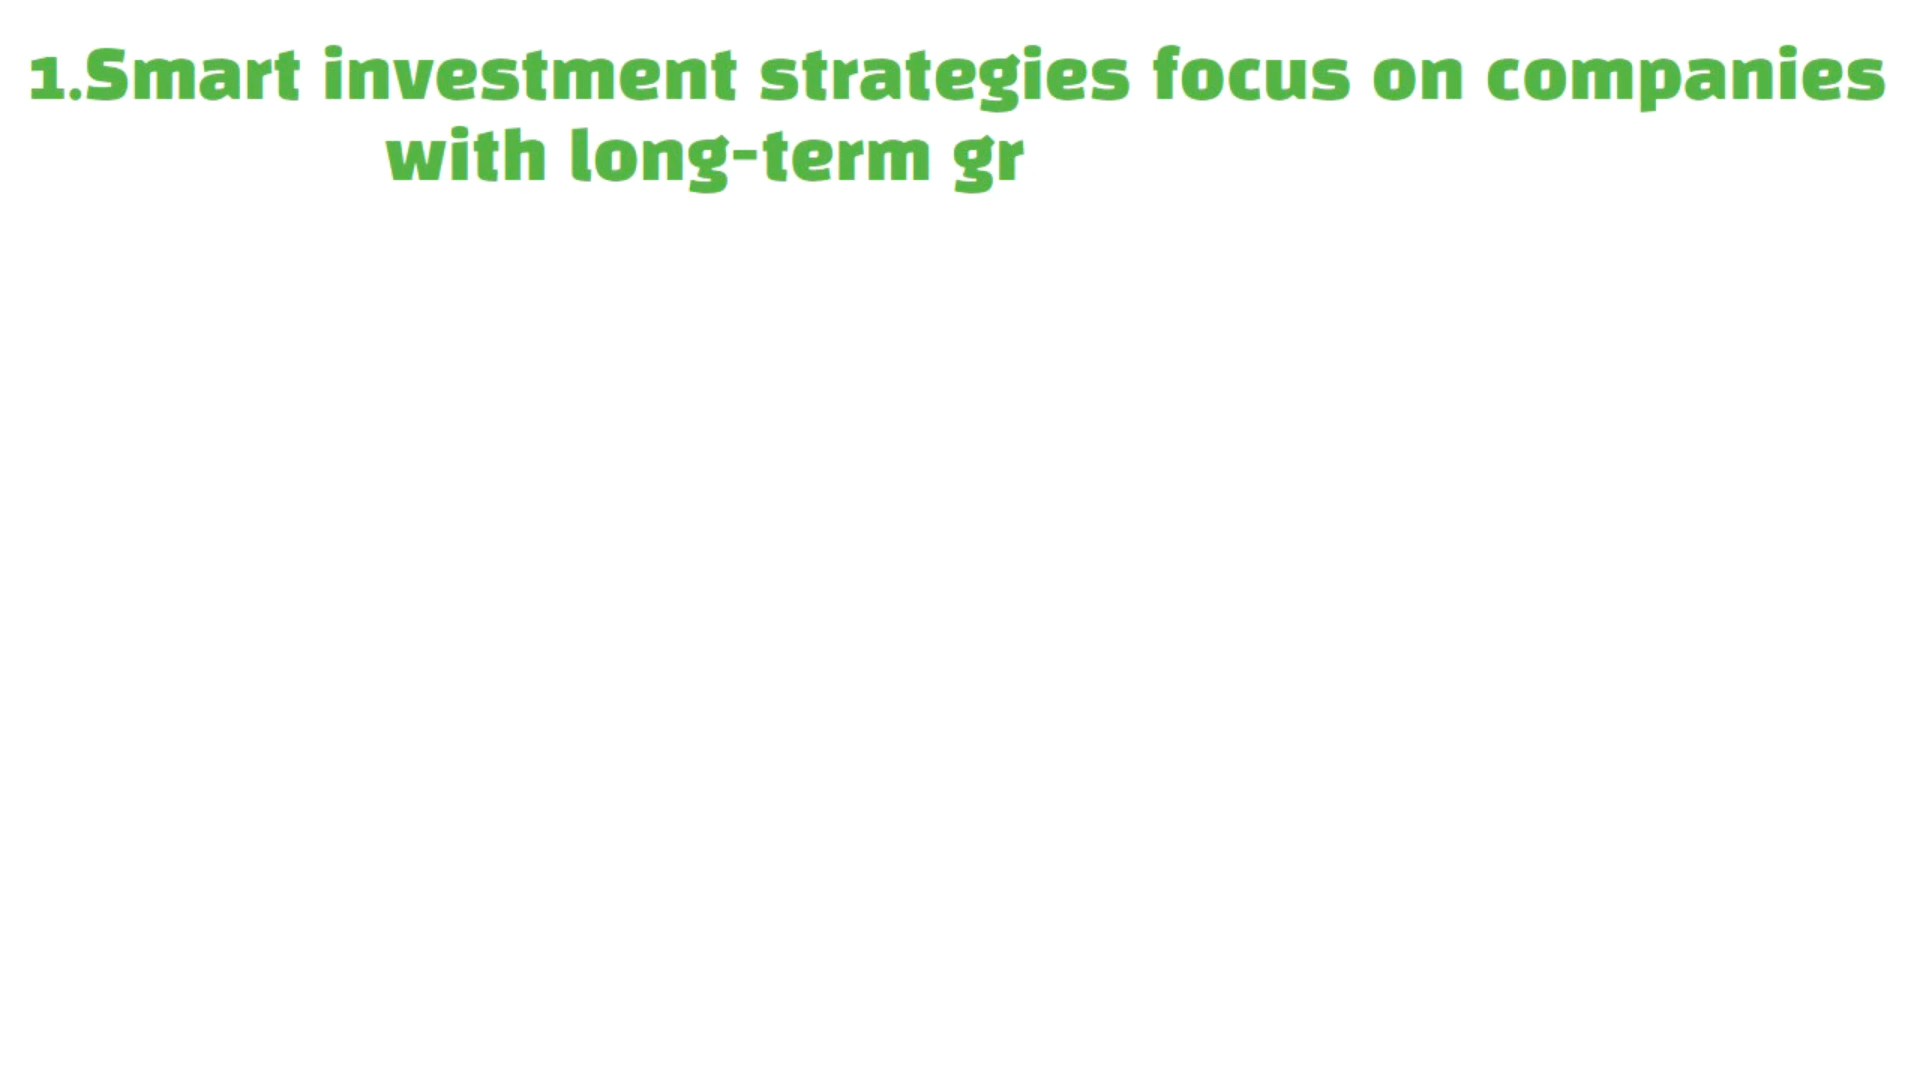 1.Smart investment strategies focus on companies
with long-term gr